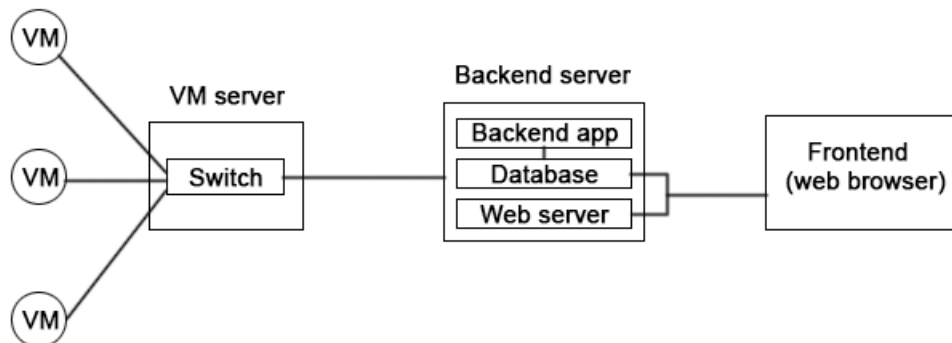 VM
VM server
Switch
VM
VM
Backend server
Backend app
Database
Web server
Frontend
(web browser)